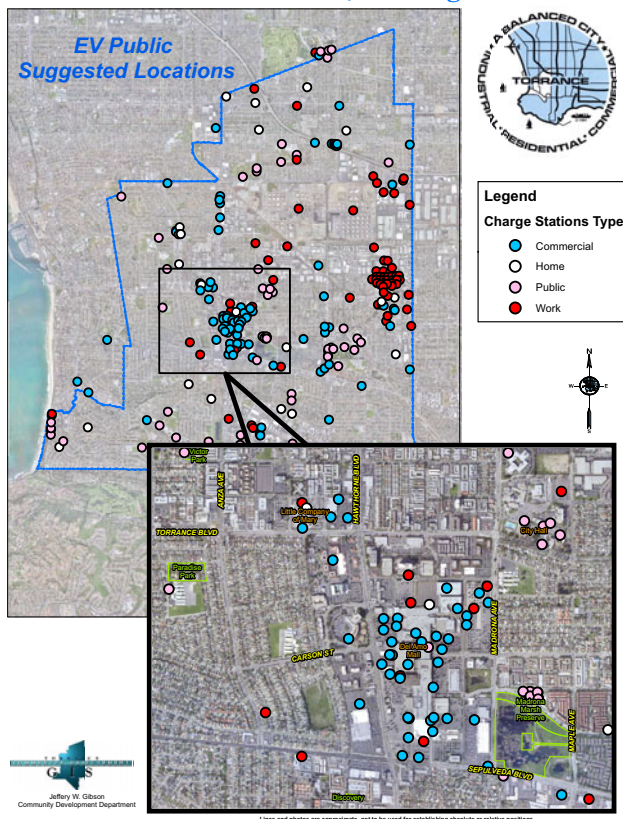 EV Public
Suggested Locations
A BALANCED CITY
INDUSTRIAL · RESIDENTIAL · COMMERCIAL
TORRANCE
Legend
Charge Stations Type
Commercial
Home
Public
Work
N
W
E
S
Victor
Park
ANZA AVE
HAWTHORNE BLVD
Little Company
of Mary
City Hall
TORRANCE BLVD
Paradise
Park
MADRONA AVE
CARSON ST
Del Amo
Mall
Madrona
Marsh
Preserve
MAPLE AVE
SEPULVEDA BLVD
Discovery
G I S
Jeffery W. Gibson
Community Development Department